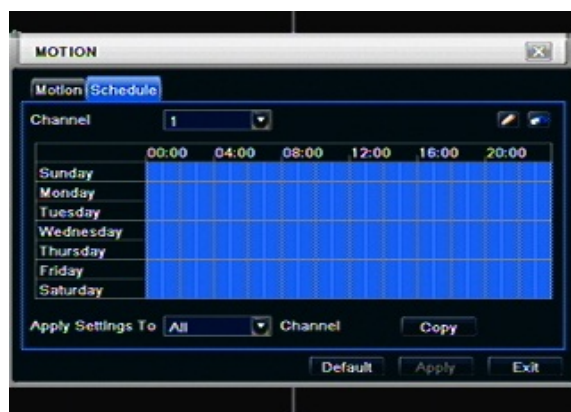 MOTION
Motion Schedule
Channel 1
00:00 04:00 08:00 12:00 16:00 20:00
Sunday
Monday
Tuesday
Wednesday
Thursday
Friday
Saturday
Apply Settings To All Channel Copy
Default Apply Exit